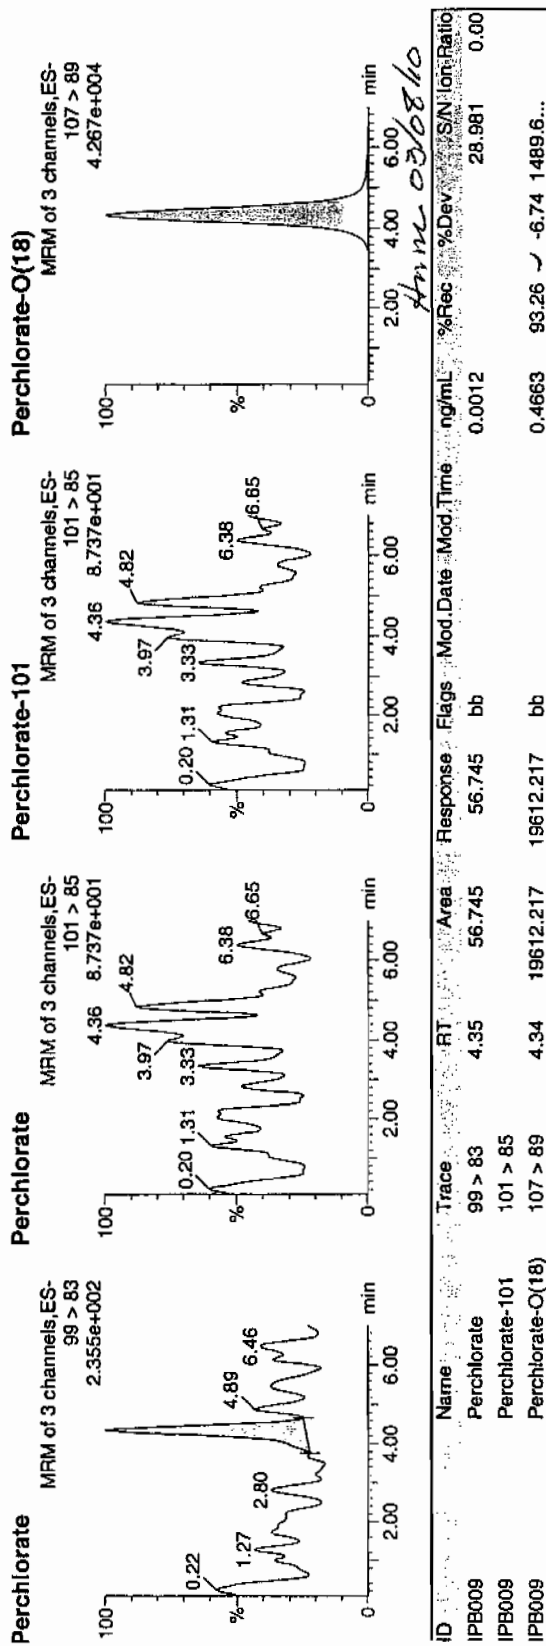 Perchlorate
MRM of 3 channels,ES-
99 > 83
2.355e+002
100
%
0
0.22
1.27
2.80
4.89
6.46
2.00
4.00
6.00
min
Perchlorate
MRM of 3 channels,ES-
101 > 85
8.737e+001
100
%
0
0.20
1.31
3.33
3.97
4.36
4.82
6.38
6.65
2.00
4.00
6.00
min
Perchlorate-101
MRM of 3 channels,ES-
101 > 85
8.737e+001
100
%
0
0.20
1.31
3.33
3.97
4.36
4.82
6.38
6.65
2.00
4.00
6.00
min
Perchlorate-O(18)
MRM of 3 channels,ES-
107 > 89
4.267e+004
100
%
0
2.00
4.00
6.00
min
03/08/10
ID Name Trace RT Area Response Flags Mod.Date Mod.Time ng/mL %Rec %Dev S/N Ion Ratio
IPB009 Perchlorate 99 > 83 4.35 56.745 56.745 bb 0.0012 28.981 0.00
IPB009 Perchlorate-101 101 > 85
IPB009 Perchlorate-O(18) 107 > 89 4.34 19612.217 19612.217 bb 0.4663 93.26 -6.74 1489.6...